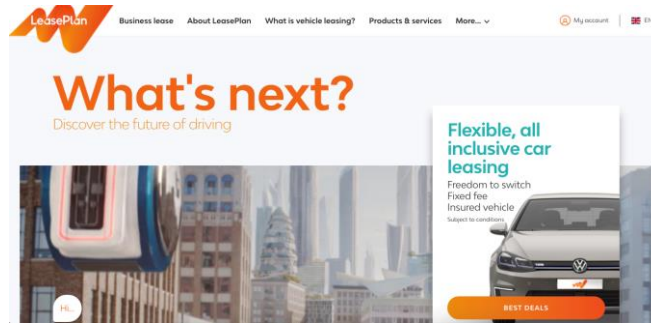 LeasePlan
Business lease About LeasePlan What is vehicle leasing? Products & services More...
My account
What's next?
Discover the future of driving
Flexible, all
inclusive car
leasing
Freedom to switch
Fixed fee
Insured vehicle
Subject to conditions
Hi...
BEST DEALS